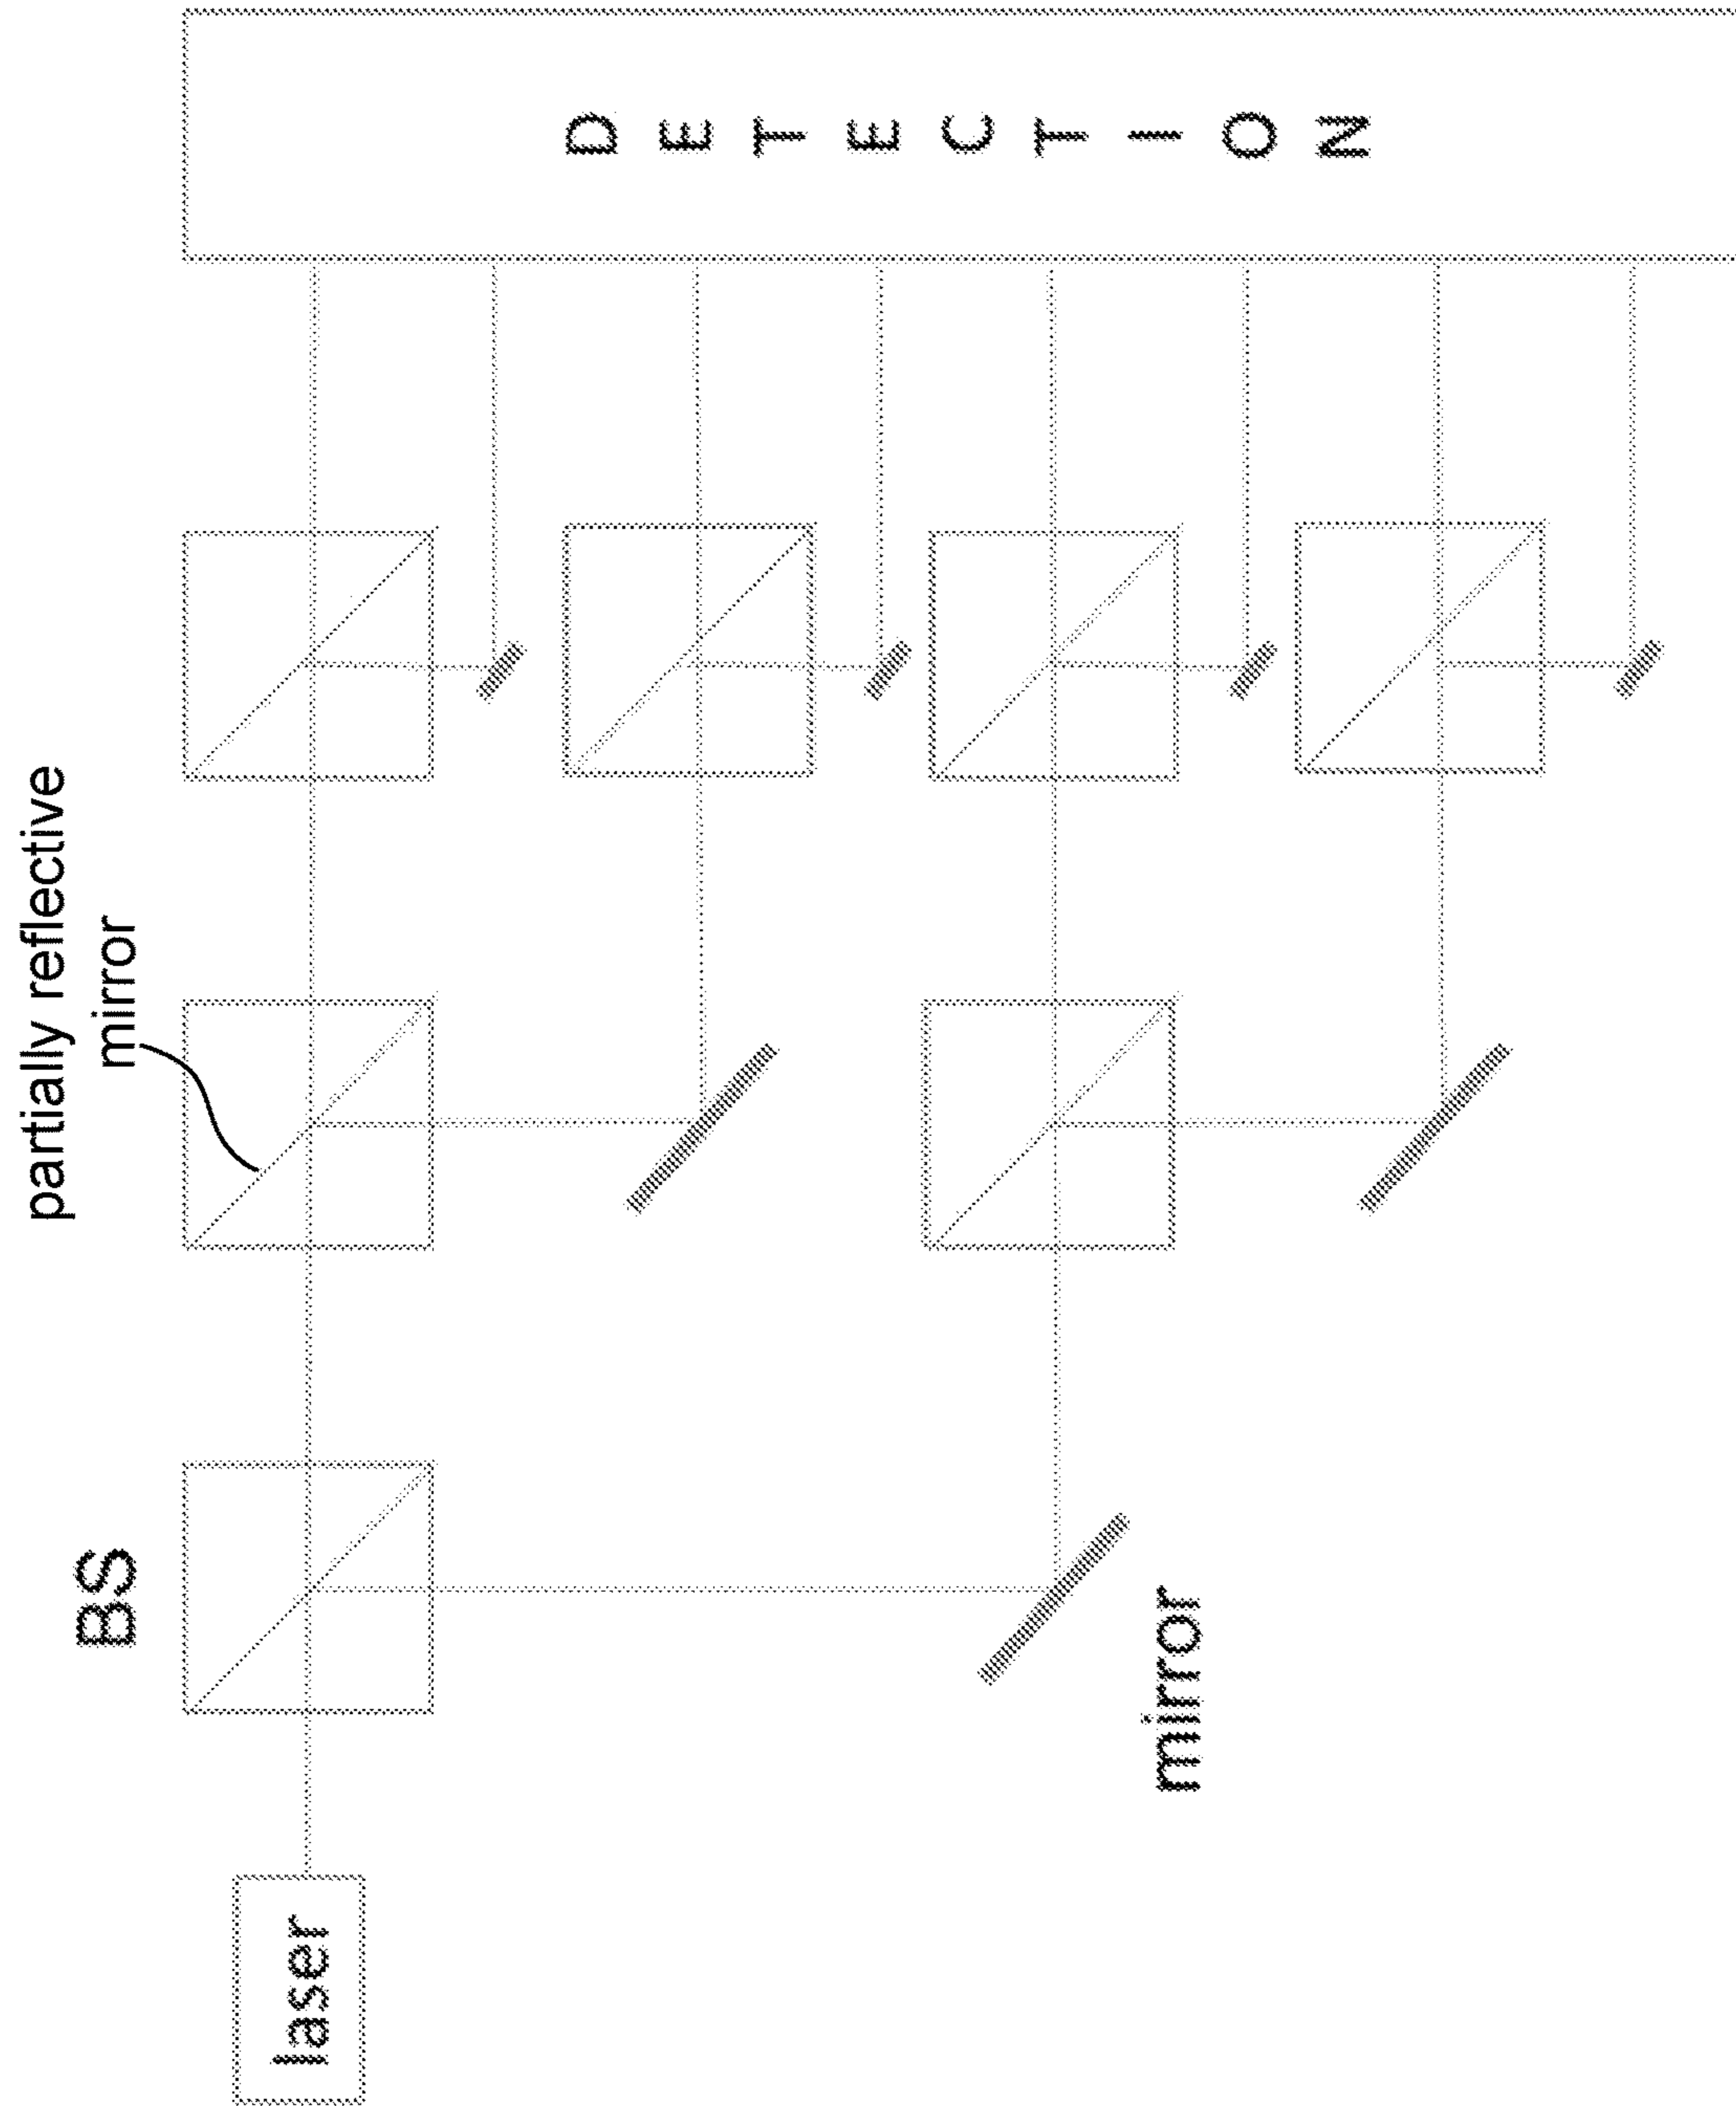 laser
BS
partially reflective
mirror
mirror
DETECTION